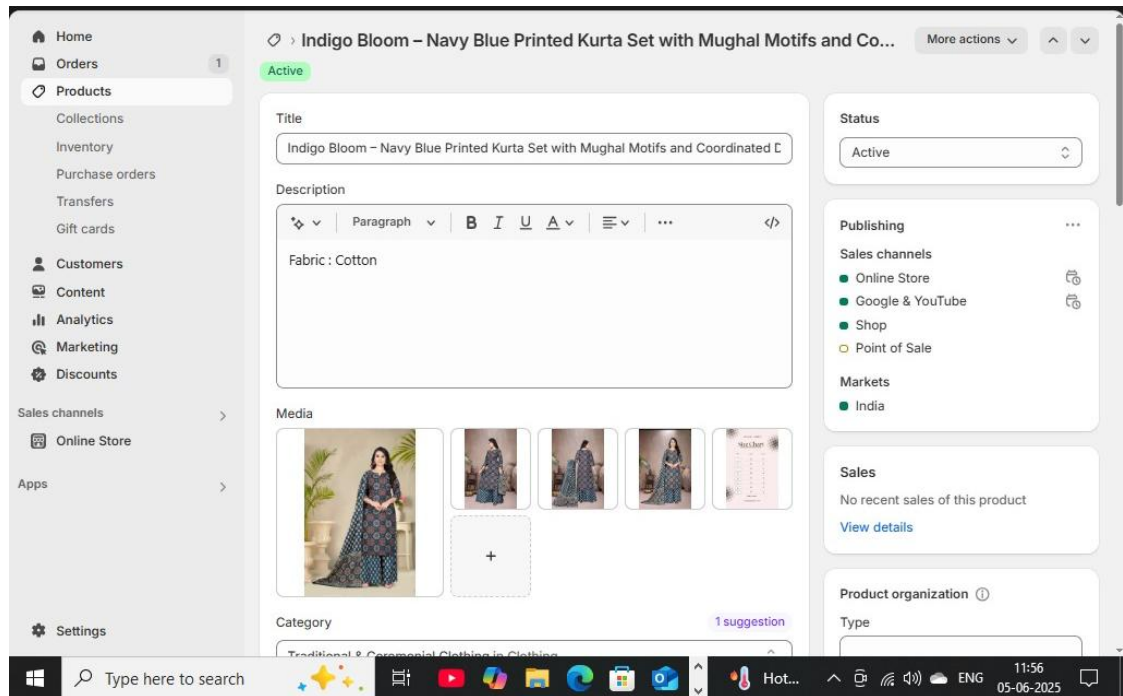 Home
Orders 1
Products
Collections
Inventory
Purchase orders
Transfers
Gift cards
Customers
Content
Analytics
Marketing
Discounts
Sales channels
Online Store
Apps
Settings
Indigo Bloom – Navy Blue Printed Kurta Set with Mughal Motifs and Co...
More actions
Active
Title
Indigo Bloom – Navy Blue Printed Kurta Set with Mughal Motifs and Coordinated D
Description
Paragraph B I U A
Fabric : Cotton
Media
Category 1 suggestion
Traditional & Ceremonial Clothing in Clothing
Status
Active
Publishing
Sales channels
Online Store
Google & YouTube
Shop
Point of Sale
Markets
India
Sales
No recent sales of this product
View details
Product organization
Type
Type here to search
Hot...
ENG
11:56
05-06-2025